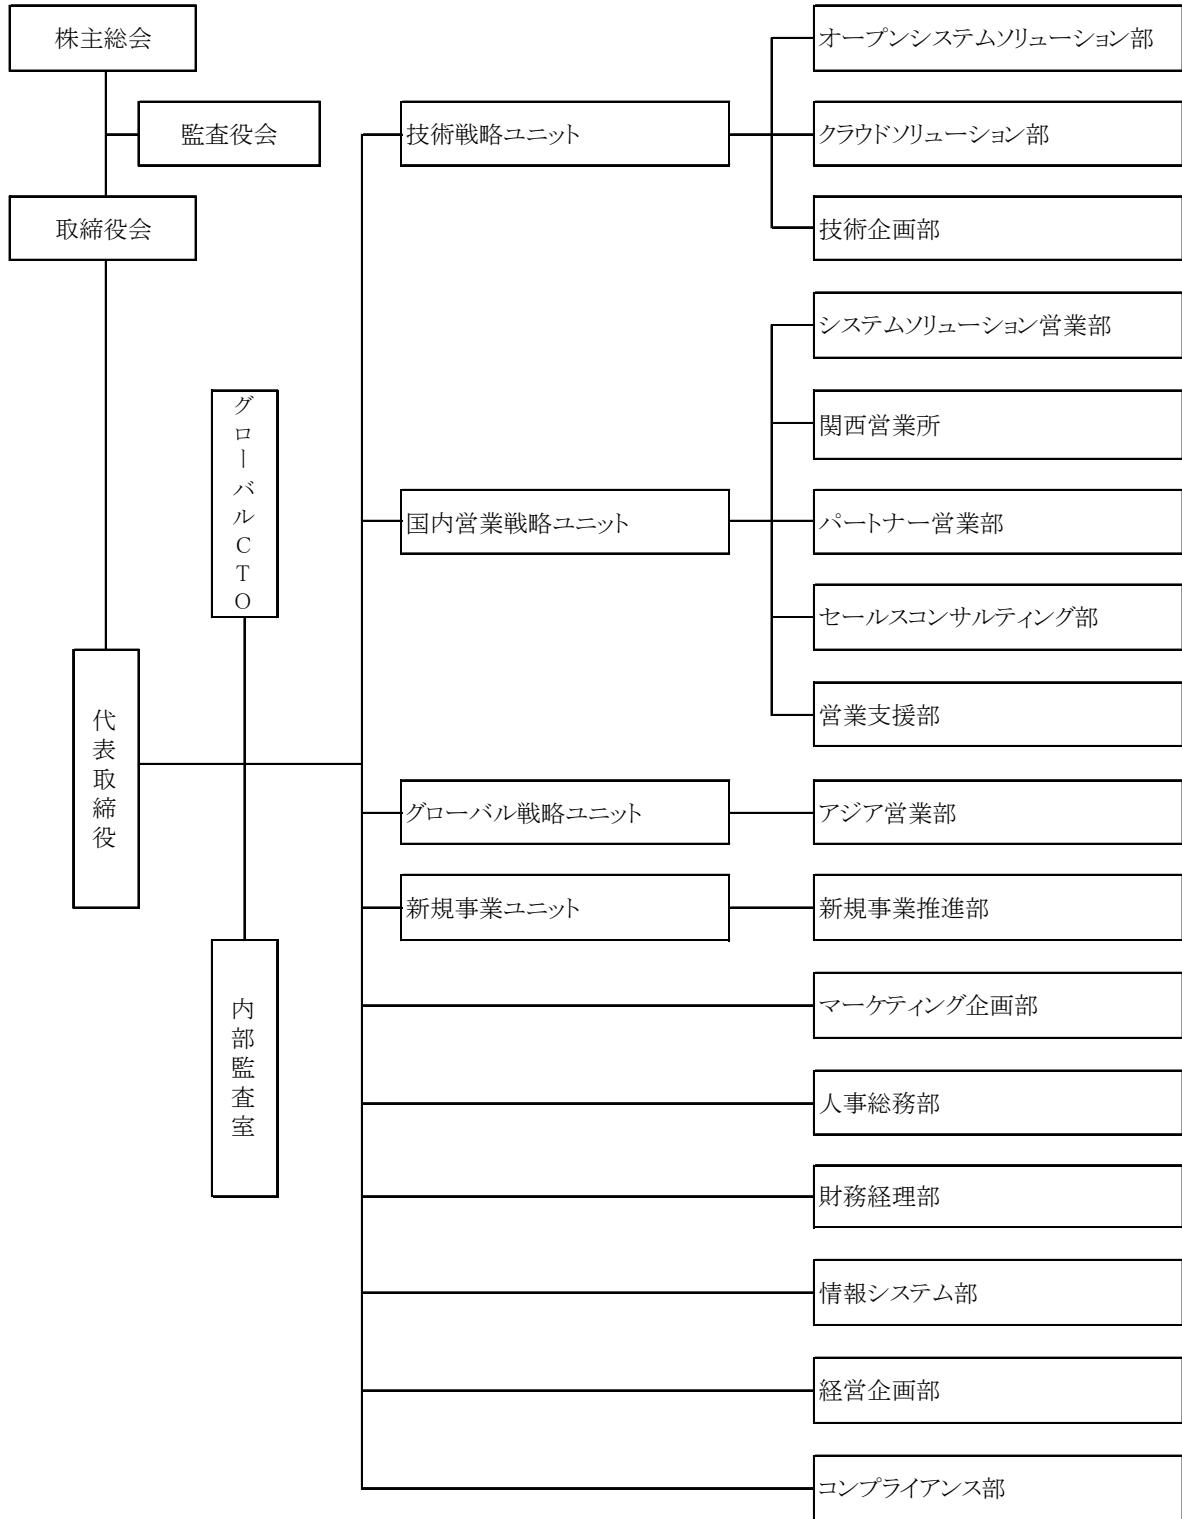 株主総会
監査役会
取締役会
代表取締役
グローバルCTO
内部監査室
技術戦略ユニット
オープンシステムソリューション部
クラウドソリューション部
技術企画部
国内営業戦略ユニット
システムソリューション営業部
関西営業所
パートナー営業部
セールスコンサルティング部
営業支援部
グローバル戦略ユニット
アジア営業部
新規事業ユニット
新規事業推進部
マーケティング企画部
人事総務部
財務経理部
情報システム部
経営企画部
コンプライアンス部